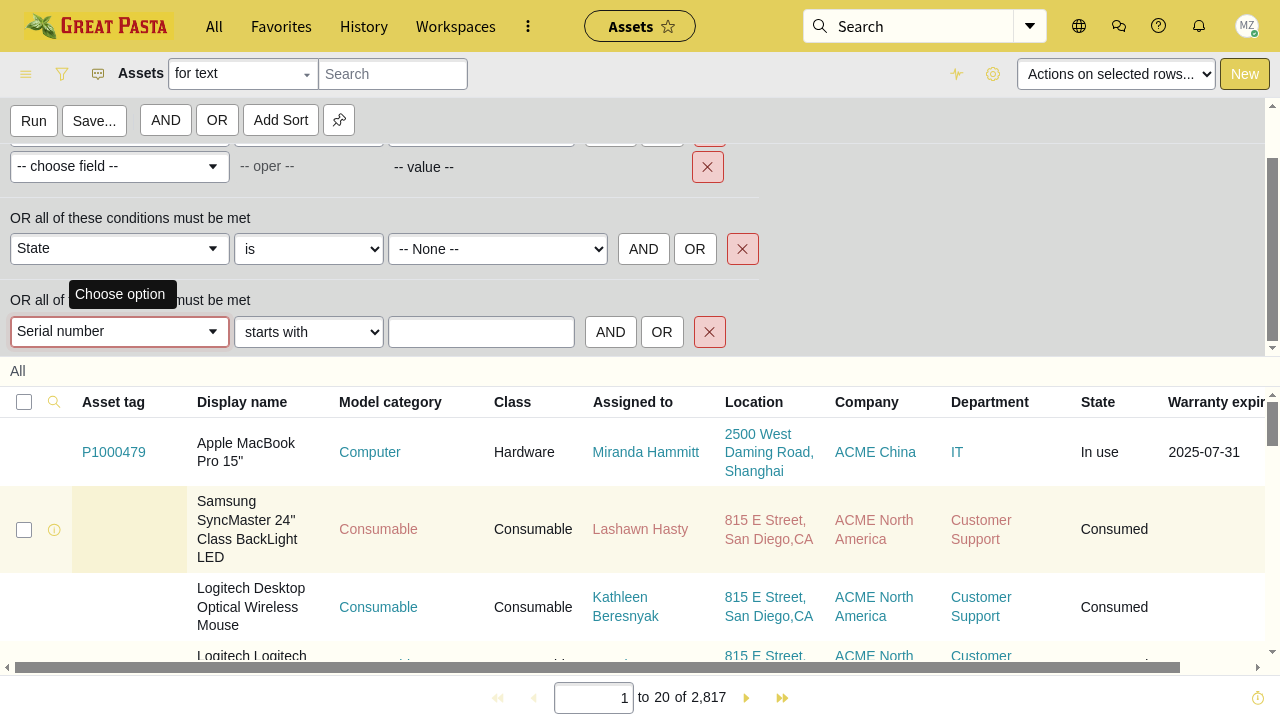 GREAT PASTA
All
Favorites
History
Workspaces
Assets
Search
MZ
Assets
for text
Search
Actions on selected rows...
New
Run
Save...
AND
OR
Add Sort
-- choose field --
-- oper --
-- value --
OR all of these conditions must be met
State
is
-- None --
AND
OR
OR all of
must be met
Choose option
Serial number
starts with
AND
OR
All
Asset tag
Display name
Model category
Class
Assigned to
Location
Company
Department
State
Warranty expir
P1000479
Apple MacBook
Pro 15"
Computer
Hardware
Miranda Hammitt
2500 West
Daming Road,
Shanghai
ACME China
IT
In use
2025-07-31
Samsung
SyncMaster 24"
Class BackLight
LED
Consumable
Consumable
Lashawn Hasty
815 E Street,
San Diego,CA
ACME North
America
Customer
Support
Consumed
Logitech Desktop
Optical Wireless
Mouse
Consumable
Consumable
Kathleen
Beresnyak
815 E Street,
San Diego,CA
ACME North
America
Customer
Support
Consumed
Logitech Logitech
815 E Street,
ACME North
Customer
1 to 20 of 2,817